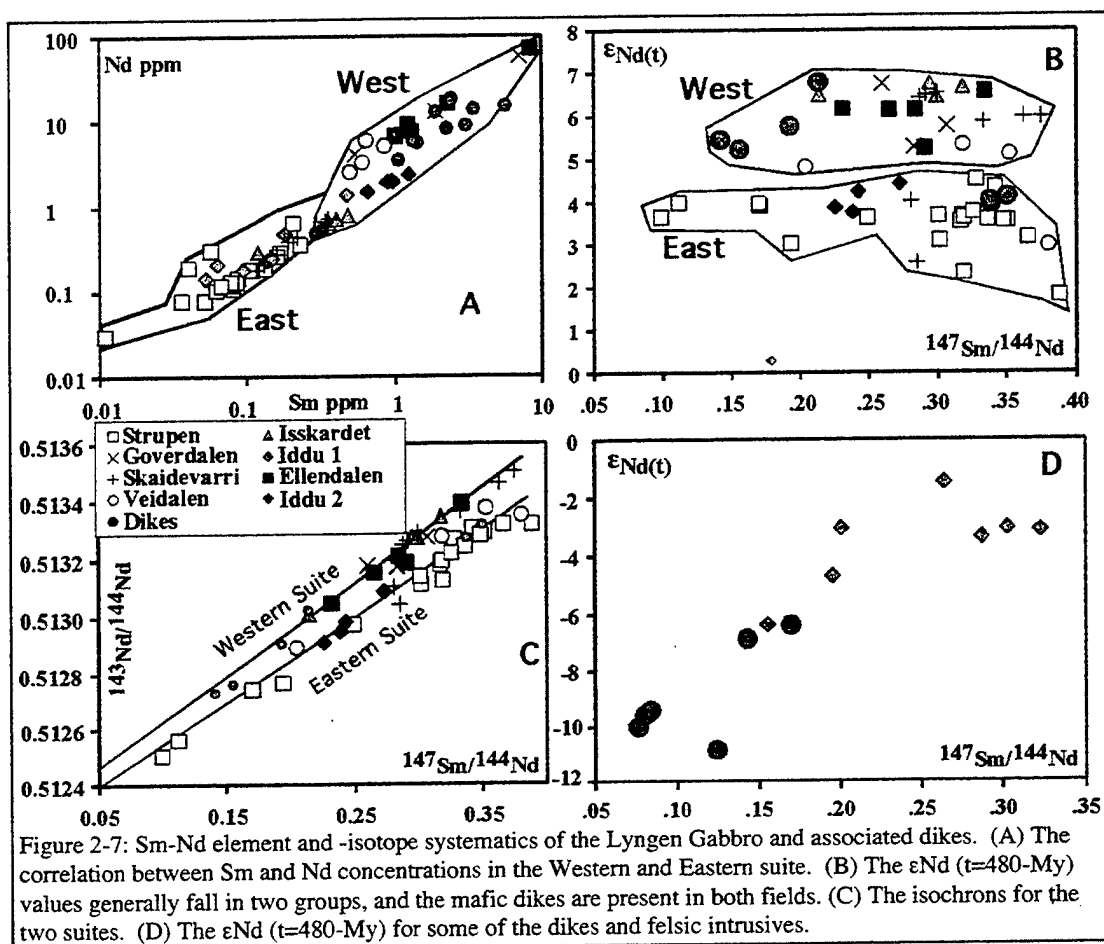 100
10
1
0.1
0.01
Nd ppm
West
East
A
0.01
0.1
Sm ppm
1
10
8
7
6
5
4
3
2
1
0
εNd(t)
B
West
East
147Sm/144Nd
.05
.10
.15
.20
.25
.30
.35
.40
□ Strupen
× Goverdalen
+ Skaidevarri
○ Veidalen
● Dikes
△ Isskardet
◇ Iddu 1
■ Ellendalen
◆ Iddu 2
0.5136
0.5134
0.5132
0.5130
0.5128
0.5126
0.5124
143Nd/144Nd
Western Suite
Eastern Suite
C
147Sm/144Nd
0.05
0.15
0.25
0.35
0
-2
-4
-6
-8
-10
-12
εNd(t)
D
147Sm/144Nd
.05
.10
.15
.20
.25
.30
.35
Figure 2-7: Sm-Nd element and -isotope systematics of the Lyngen Gabbro and associated dikes. (A) The
correlation between Sm and Nd concentrations in the Western and Eastern suite. (B) The εNd (t=480-My)
values generally fall in two groups, and the mafic dikes are present in both fields. (C) The isochrons for the
two suites. (D) The εNd (t=480-My) for some of the dikes and felsic intrusives.